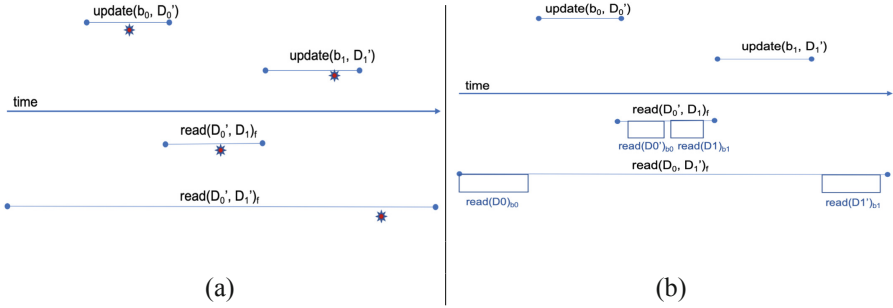 update(b₀, D₀')
update(b₁, D₁')
time
read(D₀', D₁)f
read(D₀', D₁')f
(a)
update(b₀, D₀')
update(b₁, D₁')
time
read(D₀', D₁)f
read(D0')b0 read(D1)b1
read(D₀, D₁')f
read(D0)b0 read(D1')b1
(b)